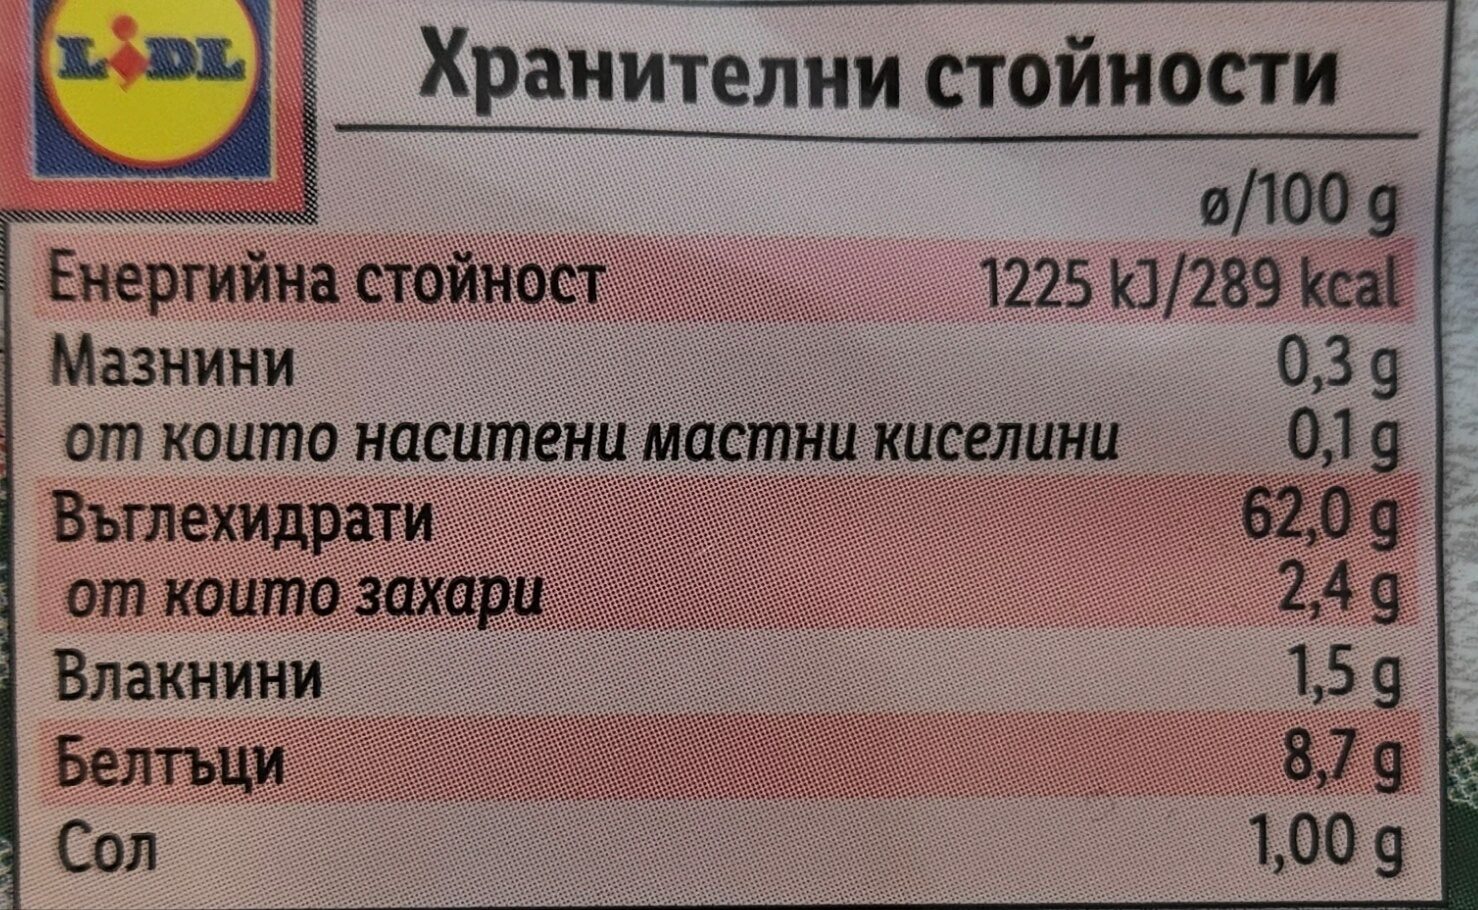 LIDL
Хранителни стойности
ø/100 g
Енергийна стойност 1225 kJ/289 kcal
Мазнини 0,3 g
от които наситени мастни киселини 0,1 g
Въглехидрати 62,0 g
от които захари 2,4 g
Влакнини 1,5 g
Белтъци 8,7 g
Сол 1,00 g